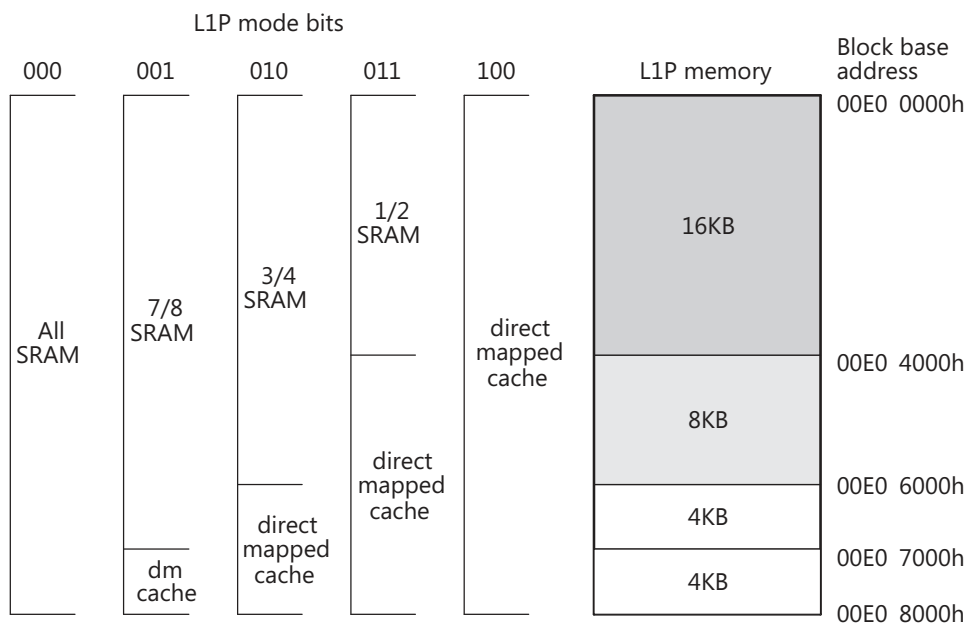 L1P mode bits
000 001 010 011 100 L1P memory Block base address
00E0 0000h
1/2
SRAM
16KB
3/4
SRAM
7/8
SRAM
All
SRAM
direct
mapped
cache
00E0 4000h
8KB
direct
mapped
cache
00E0 6000h
4KB
direct
mapped
cache
00E0 7000h
dm
cache
4KB
00E0 8000h